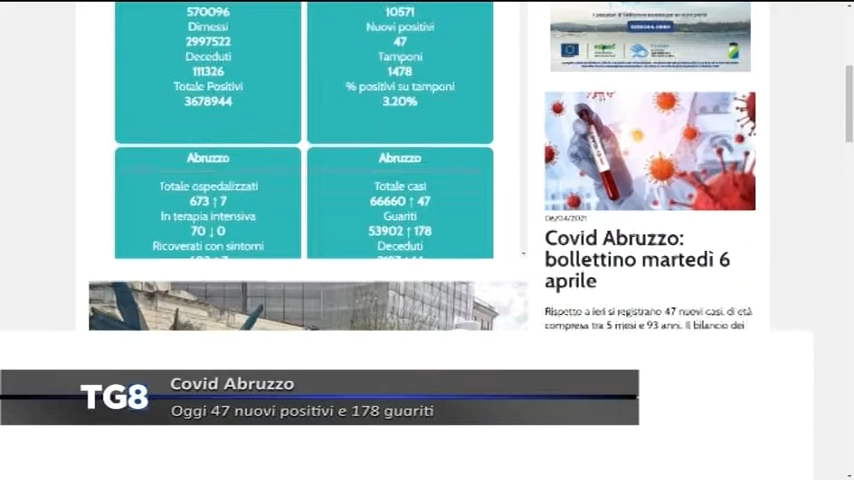 570096
Dimessi
2997522
Deceduti
111326
Totale Positivi
3678944
10571
Nuovi positivi
47
Tamponi
1478
% positivi su tamponi
3.20%
Abruzzo
Totale ospedalizzati
673 ↑ 7
In terapia intensiva
70 ↓ 0
Ricoverati con sintomi
Abruzzo
Totale casi
66660 ↑ 47
Guariti
53902 ↑ 178
Deceduti
06/04/2021
Covid Abruzzo:
bollettino martedì 6
aprile
Rispetto a ieri si registrano 47 nuovi casi, di età
compresa tra 5 mesi e 93 anni. Il bilancio dei
TG8
Covid Abruzzo
Oggi 47 nuovi positivi e 178 guariti